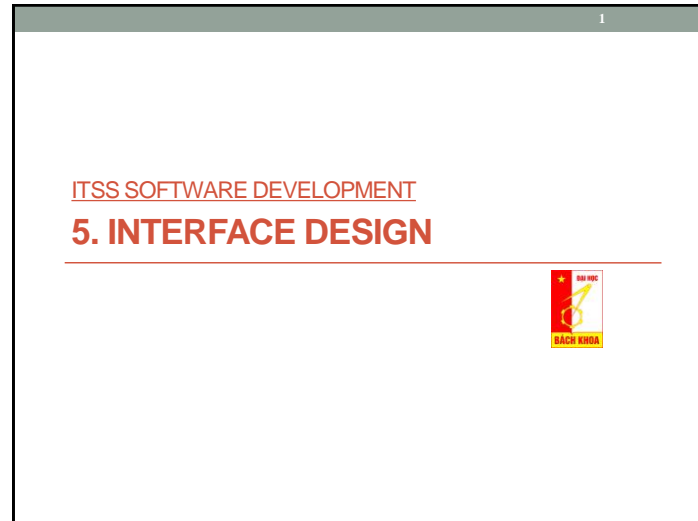 1
ITSS SOFTWARE DEVELOPMENT
5. INTERFACE DESIGN
ĐẠI HỌC
BÁCH KHOA